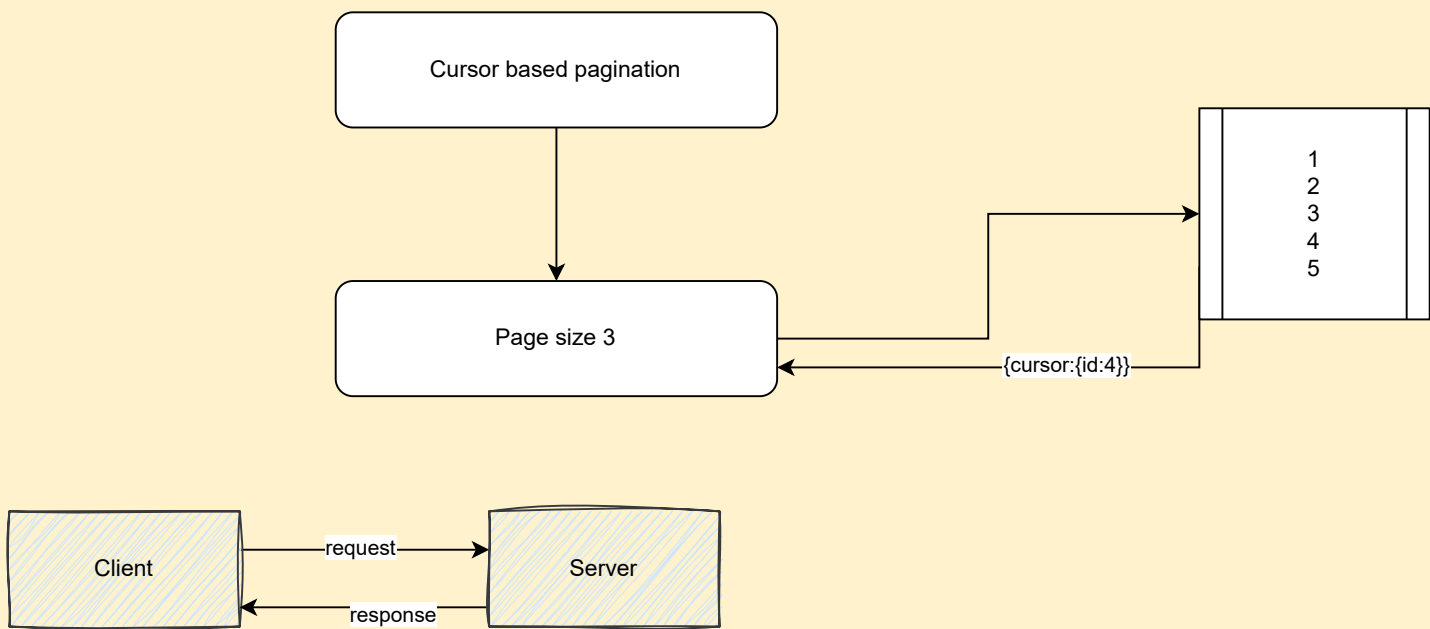 Cursor based pagination
1
2
3
4
5
Page size 3
{cursor:{id:4}}
request
Client
Server
response